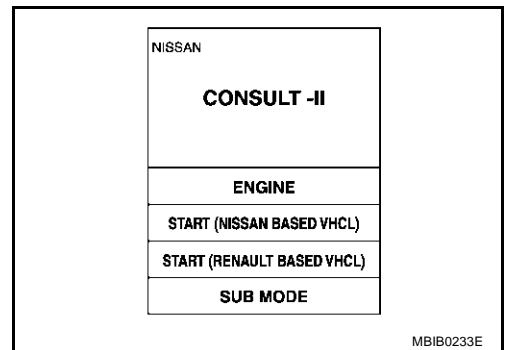 NISSAN
CONSULT -II
ENGINE
START (NISSAN BASED VHCL)
START (RENAULT BASED VHCL)
SUB MODE
MBIB0233E